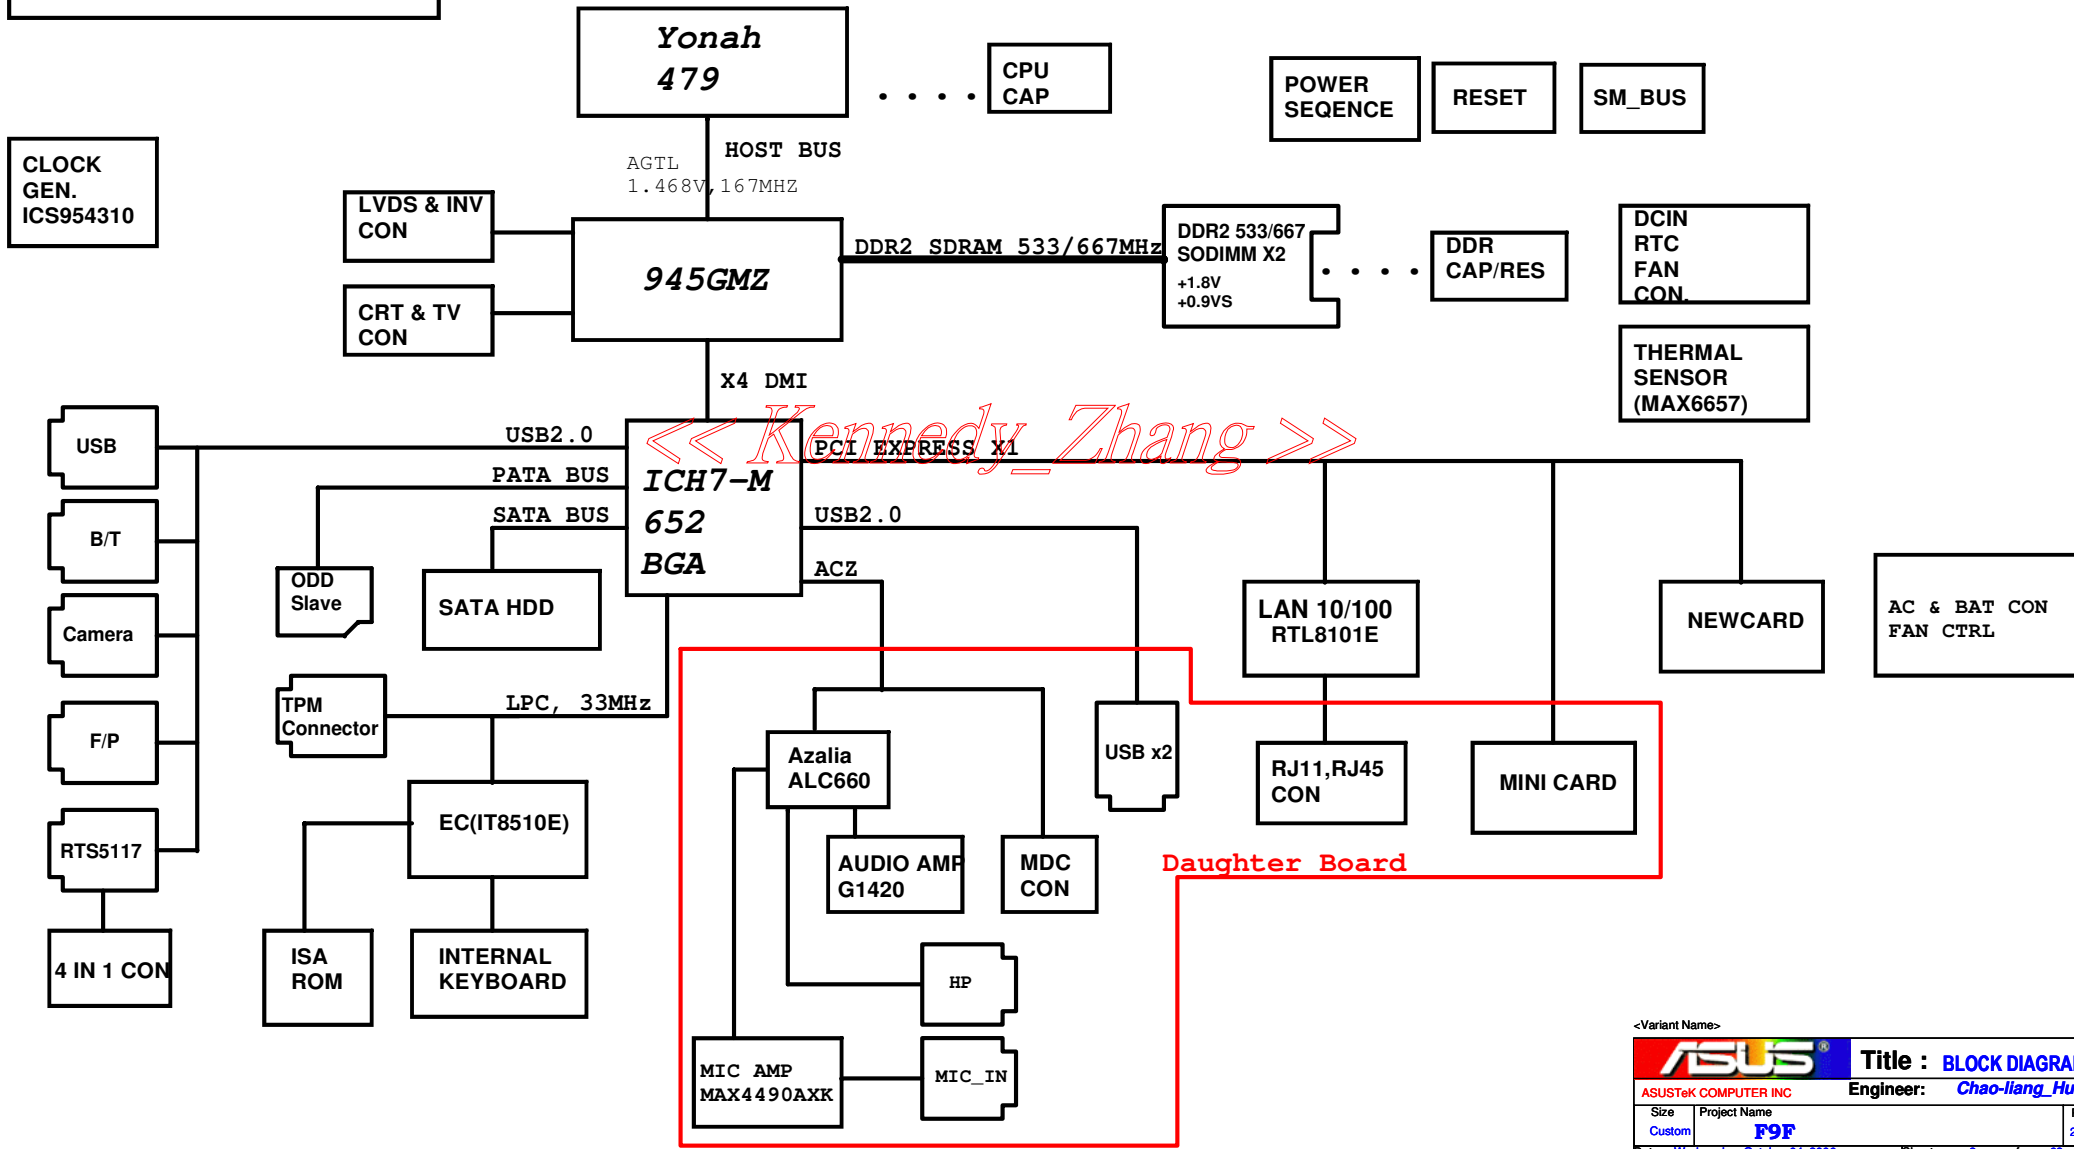 Yonah
479
CPU
CAP
POWER
SEQENCE
RESET
SM_BUS
CLOCK
GEN.
ICS954310
HOST BUS
AGTL
1.468V,167MHZ
LVDS & INV
CON
CRT & TV
CON
945GMZ
DDR2 SDRAM 533/667MHz
DDR2 533/667
SODIMM X2
+1.8V
+0.9VS
DDR
CAP/RES
DCIN
RTC
FAN
CON.
THERMAL
SENSOR
(MAX6657)
X4 DMI
<< Kennedy_Zhang >>
USB
B/T
Camera
F/P
RTS5117
4 IN 1 CON
USB2.0
PATA BUS
SATA BUS
ICH7-M
652
BGA
PCI EXPRESS X1
USB2.0
ACZ
ODD
Slave
SATA HDD
TPM
Connector
LPC, 33MHz
EC(IT8510E)
ISA
ROM
INTERNAL
KEYBOARD
LAN 10/100
RTL8101E
NEWCARD
AC & BAT CON
FAN CTRL
Azalia
ALC660
USB x2
RJ11,RJ45
CON
MINI CARD
AUDIO AMP
G1420
MDC
CON
Daughter Board
HP
MIC AMP
MAX4490AXK
MIC_IN
<Variant Name>
ASUS ®
Title : BLOCK DIAGRA
ASUSTeK COMPUTER INC
Engineer: Chao-liang_Hu
Size
Project Name
Custom
F9F